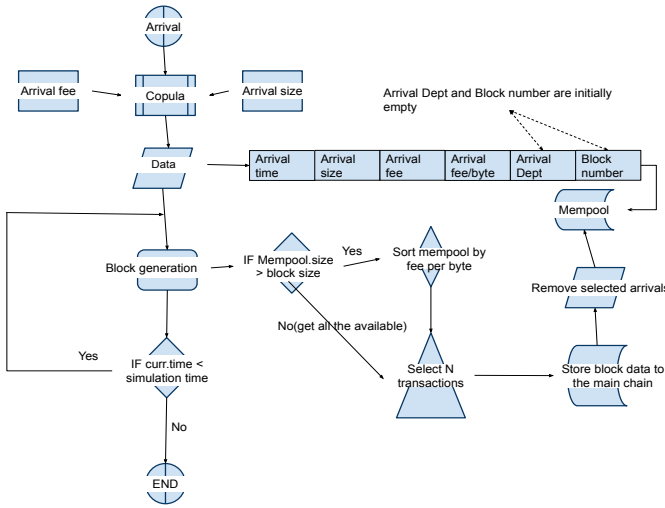 Arrival
Arrival fee
Copula
Arrival size
Arrival Dept and Block number are initially
empty
Data
Arrival
time
Arrival
size
Arrival
fee
Arrival
fee/byte
Arrival
Dept
Block
number
Mempool
Block generation
IF Mempool.size
> block size
Yes
Sort mempool by
fee per byte
Remove selected arrivals
No(get all the available)
Yes
IF curr.time <
simulation time
Select N
transactions
Store block data to
the main chain
No
END